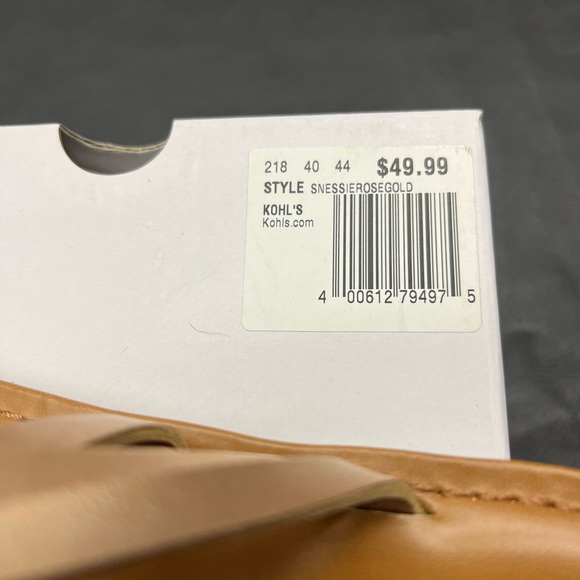 218 40 44 $49.99
STYLE SNESSIEROSEGOLD
KOHL'S
Kohls.com
4 00612 79497 5